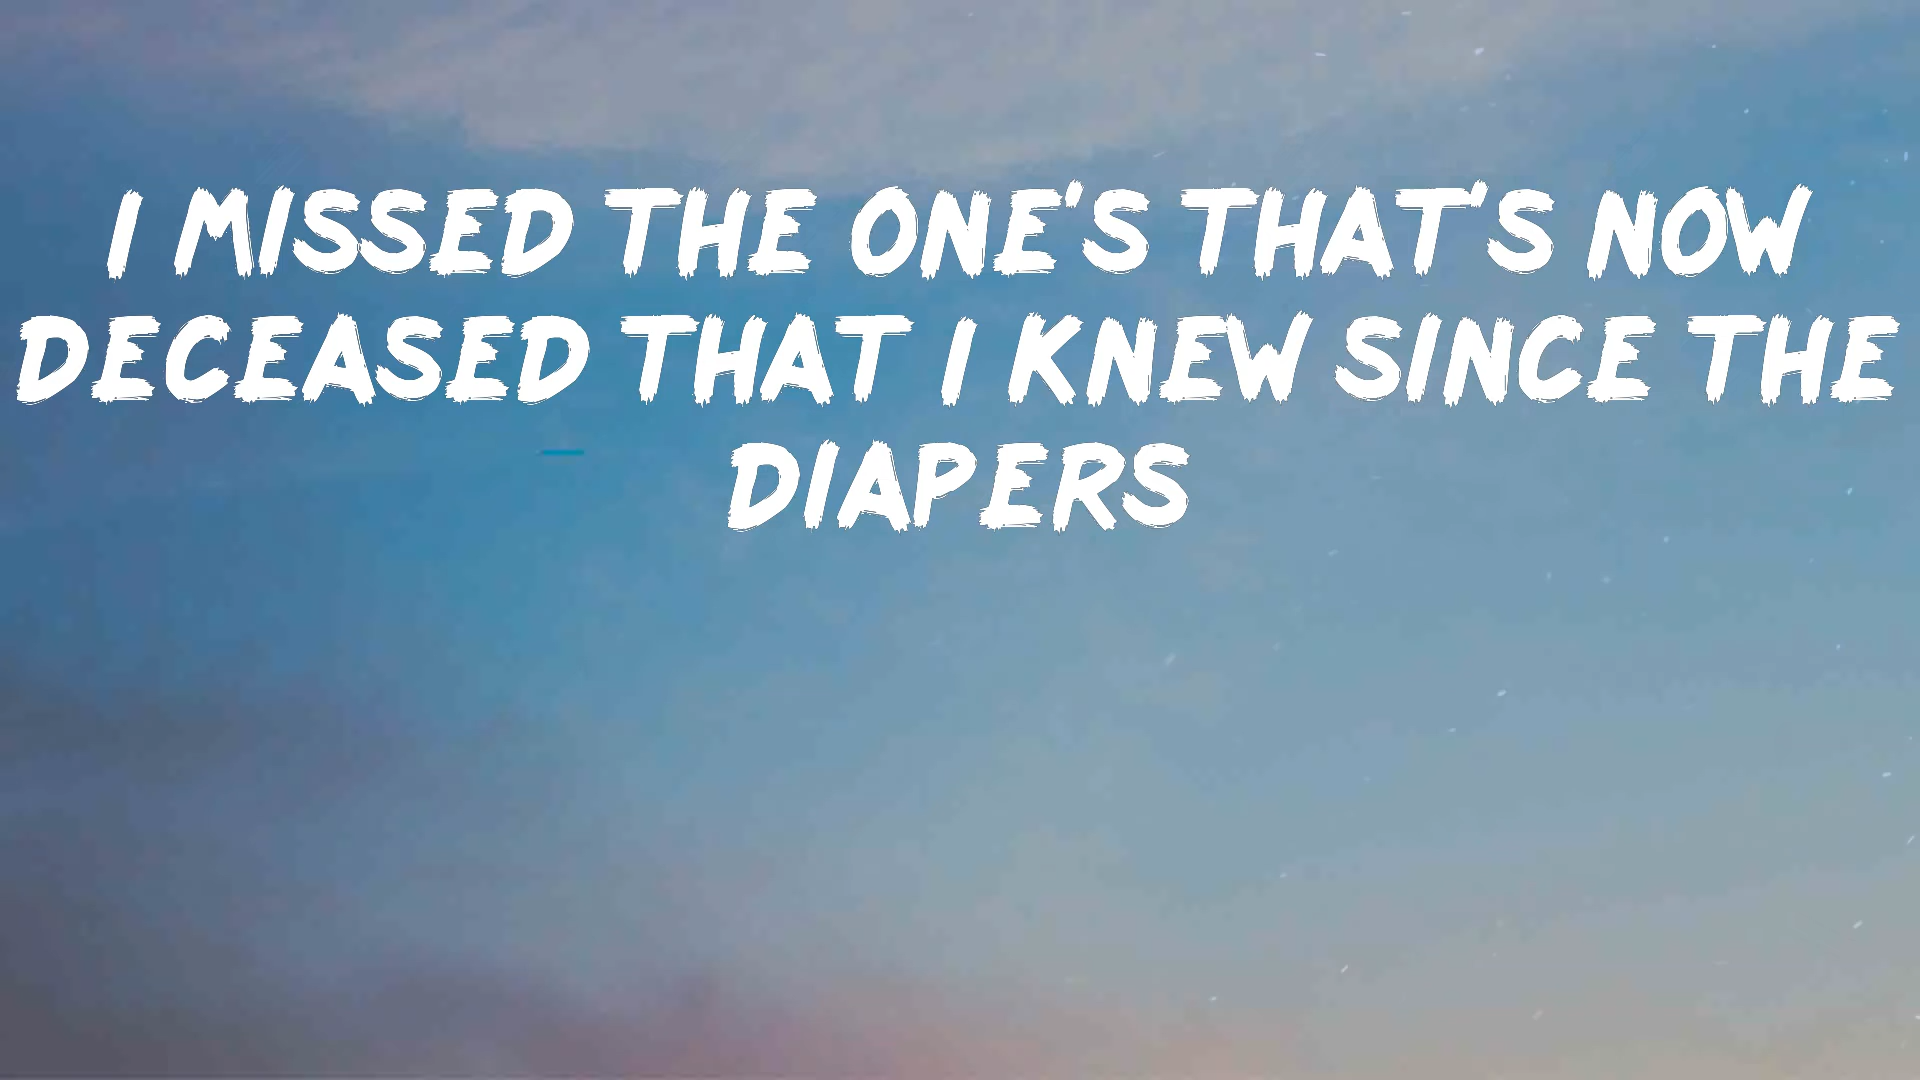 I MISSED THE ONE'S THAT'S NOW
DECEASED THAT I KNEW SINCE THE
DIAPERS